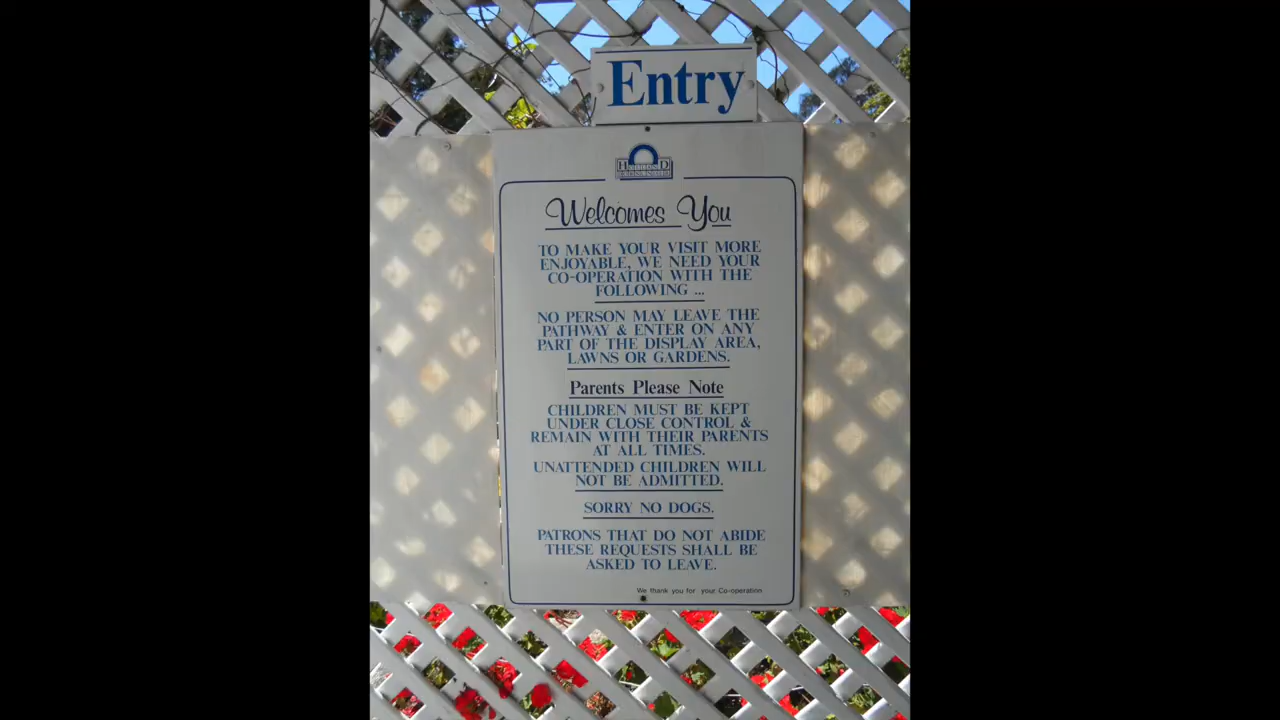 Entry
Welcomes You
TO MAKE YOUR VISIT MORE
ENJOYABLE, WE NEED YOUR
CO-OPERATION WITH THE
FOLLOWING ...
NO PERSON MAY LEAVE THE
PATHWAY & ENTER ON ANY
PART OF THE DISPLAY AREA,
LAWNS OR GARDENS.
Parents Please Note
CHILDREN MUST BE KEPT
UNDER CLOSE CONTROL &
REMAIN WITH THEIR PARENTS
AT ALL TIMES.
UNATTENDED CHILDREN WILL
NOT BE ADMITTED.
SORRY NO DOGS.
PATRONS THAT DO NOT ABIDE
THESE REQUESTS SHALL BE
ASKED TO LEAVE.
We thank you for your Co-operation